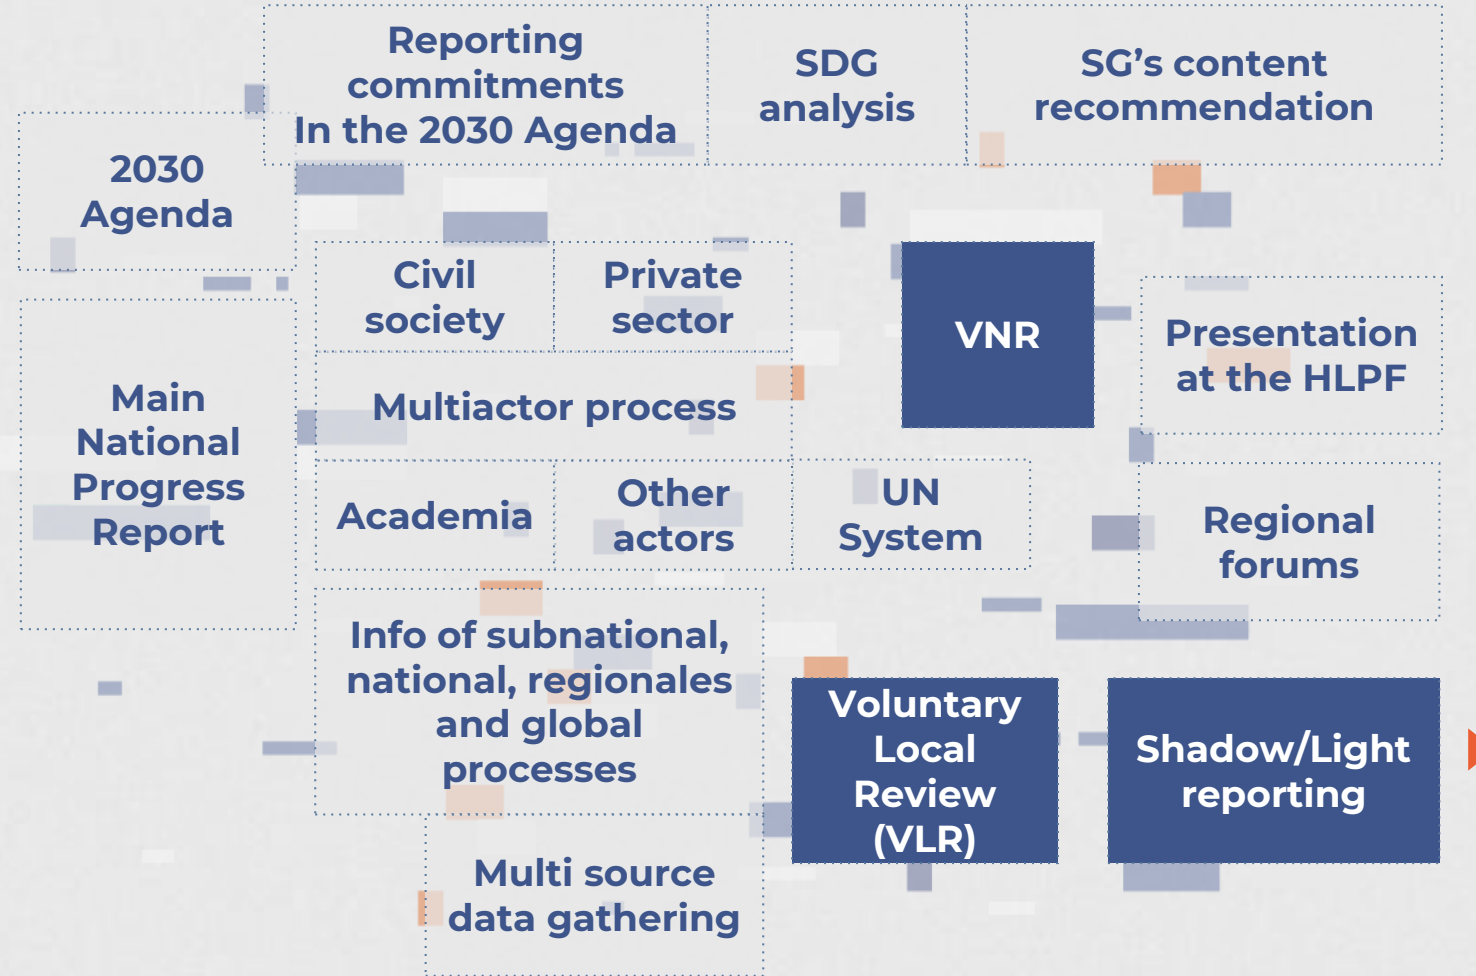 Reporting
commitments
In the 2030 Agenda
SDG
analysis
SG’s content
recommendation
2030
Agenda
Civil
society
Private
sector
VNR
Presentation
at the HLPF
Main
National
Progress
Report
Multiactor process
Academia
Other
actors
UN
System
Regional
forums
Info of subnational,
national, regionales
and global
processes
Voluntary
Local
Review
(VLR)
Shadow/Light
reporting
Multi source
data gathering